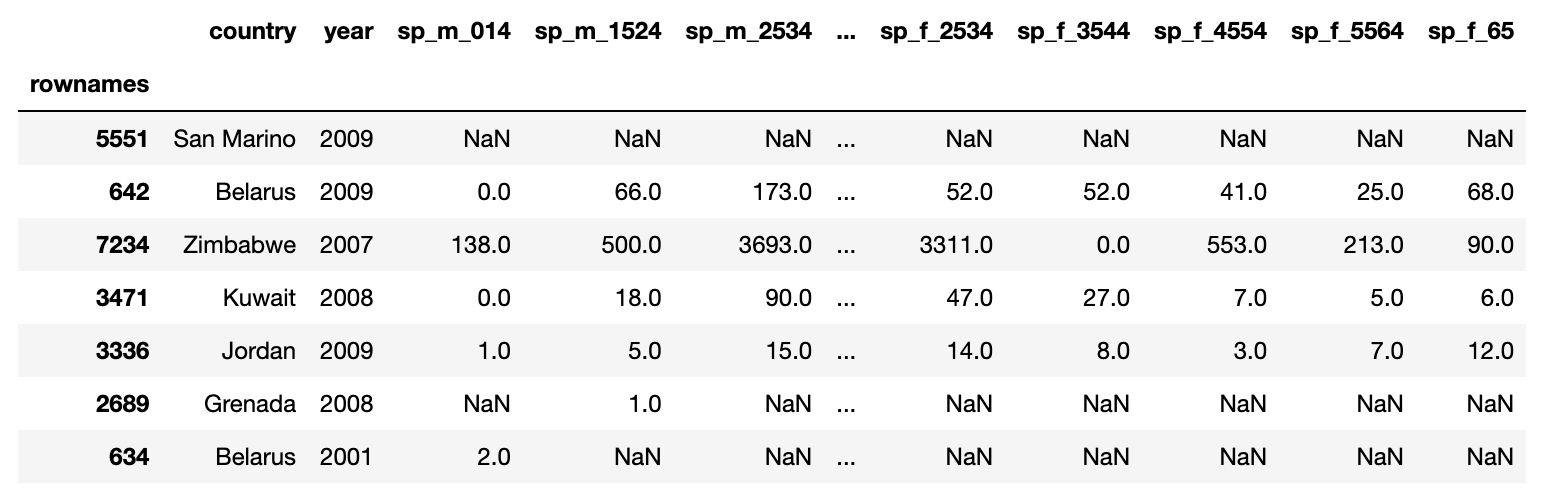 country year sp_m_014 sp_m_1524 sp_m_2534 ... sp_f_2534 sp_f_3544 sp_f_4554 sp_f_5564 sp_f_65
rownames
5551 San Marino 2009 NaN NaN NaN ... NaN NaN NaN NaN NaN
642 Belarus 2009 0.0 66.0 173.0 ... 52.0 52.0 41.0 25.0 68.0
7234 Zimbabwe 2007 138.0 500.0 3693.0 ... 3311.0 0.0 553.0 213.0 90.0
3471 Kuwait 2008 0.0 18.0 90.0 ... 47.0 27.0 7.0 5.0 6.0
3336 Jordan 2009 1.0 5.0 15.0 ... 14.0 8.0 3.0 7.0 12.0
2689 Grenada 2008 NaN 1.0 NaN ... NaN NaN NaN NaN NaN
634 Belarus 2001 2.0 NaN NaN ... NaN NaN NaN NaN NaN